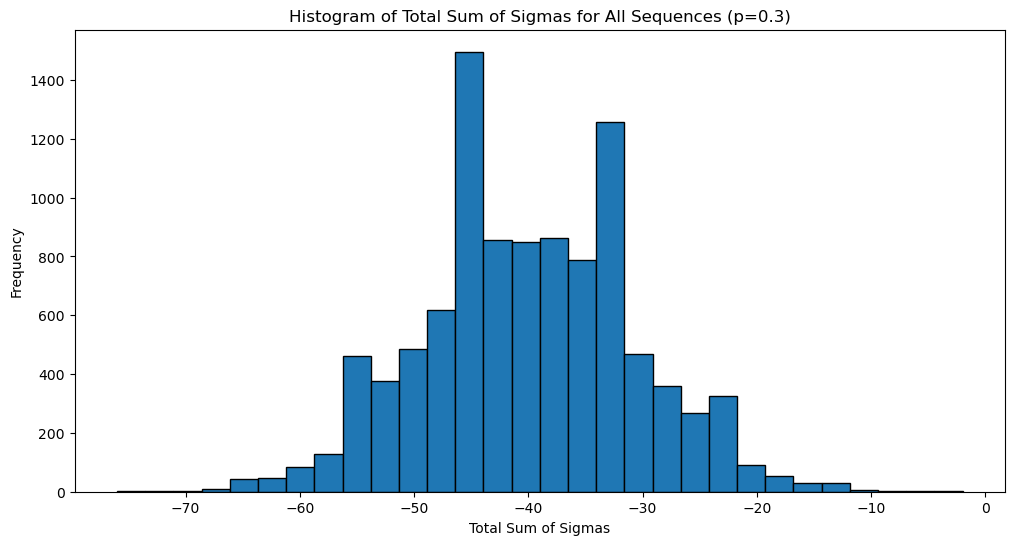 Histogram of Total Sum of Sigmas for All Sequences (p=0.3)
1400
1200
1000
800
600
400
200
0
Frequency
−70 −60 −50 −40 −30 −20 −10 0
Total Sum of Sigmas